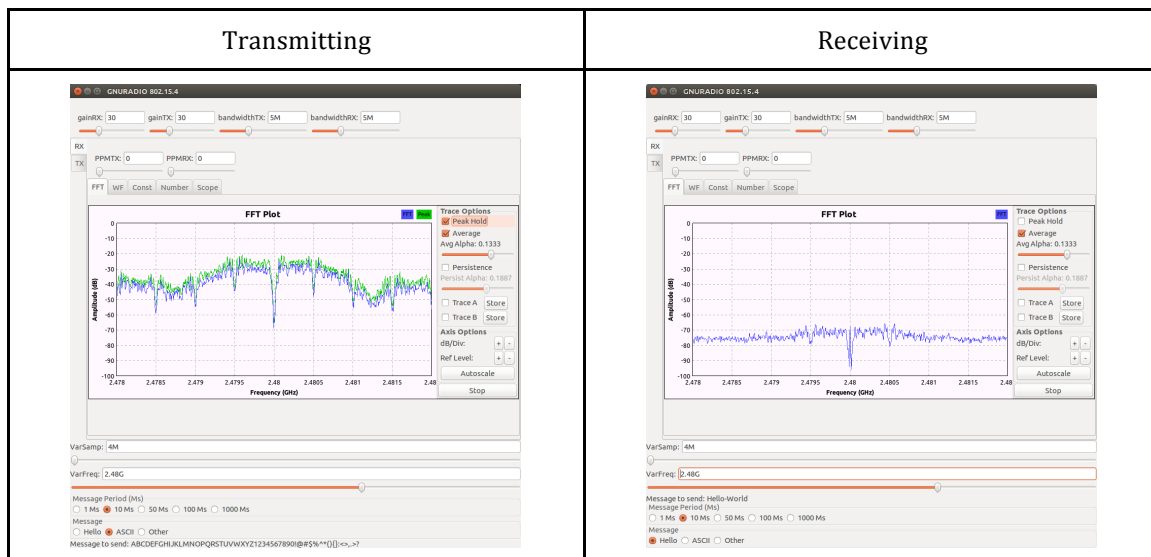 Transmitting
GNURADIO 802.15.4
gainRX: 30 gainTX: 30 bandwidthTX: 5M bandwidthRX: 5M
RX
TX
PPMTX: 0 PPMRX: 0
FFT WF Const Number Scope
FFT Plot
FFT Peak
Amplitude (dB)
0
-10
-20
-30
-40
-50
-60
-70
-80
-90
-100
2.478 2.4785 2.479 2.4795 2.48 2.4805 2.481 2.4815 2.48
Frequency (GHz)
Trace Options
Peak Hold
Average
Avg Alpha: 0.1333
Persistence
Persist Alpha: 0.1887
Trace A Store
Trace B Store
Axis Options
dB/Div: + -
Ref Level: + -
Autoscale
Stop
VarSamp: 4M
VarFreq: 2.48G
Message Period (Ms)
1 Ms 10 Ms 50 Ms 100 Ms 1000 Ms
Message
Hello ASCII Other
Message to send: ABCDEFGHIJKLMNOPQRSTUVWXYZ1234567890!@#$%^*(){}:<>,.>?
Receiving
GNURADIO 802.15.4
gainRX: 30 gainTX: 30 bandwidthTX: 5M bandwidthRX: 5M
RX
TX
PPMTX: 0 PPMRX: 0
FFT WF Const Number Scope
FFT Plot
FFT
Amplitude (dB)
0
-10
-20
-30
-40
-50
-60
-70
-80
-90
-100
2.478 2.4785 2.479 2.4795 2.48 2.4805 2.481 2.4815 2.48
Frequency (GHz)
Trace Options
Peak Hold
Average
Avg Alpha: 0.1333
Persistence
Persist Alpha: 0.1887
Trace A Store
Trace B Store
Axis Options
dB/Div: + -
Ref Level: + -
Autoscale
Stop
VarSamp: 4M
VarFreq: 2.48G
Message to send: Hello-World
Message Period (Ms)
1 Ms 10 Ms 50 Ms 100 Ms 1000 Ms
Message
Hello ASCII Other